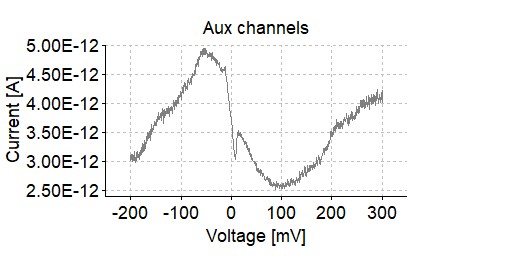 Aux channels
5.00E-12
4.50E-12
4.00E-12
3.50E-12
3.00E-12
2.50E-12
Current [A]
-200 -100 0 100 200 300
Voltage [mV]